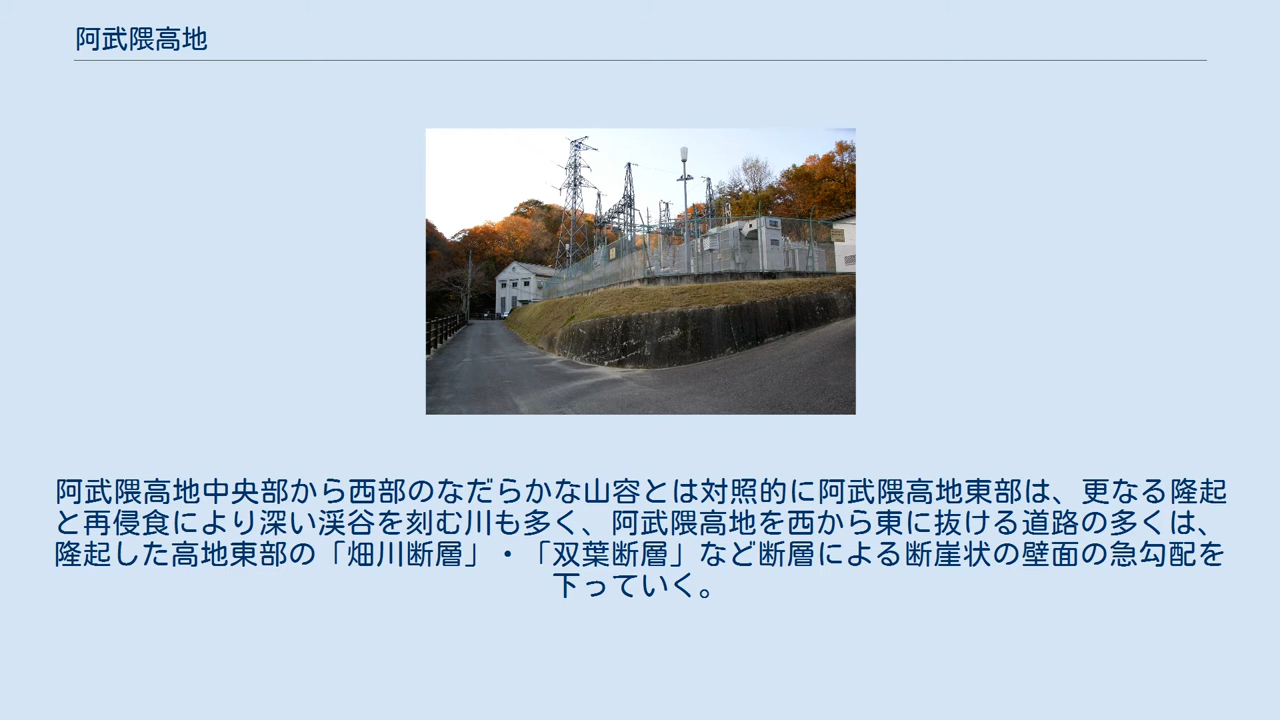 阿武隈高地
阿武隈高地中央部から西部のなだらかな山容とは対照的に阿武隈高地東部は、更なる隆起
と再侵食により深い渓谷を刻む川も多く、阿武隈高地を西から東に抜ける道路の多くは、
隆起した高地東部の「畑川断層」・「双葉断層」など断層による断崖状の壁面の急勾配を
下っていく。